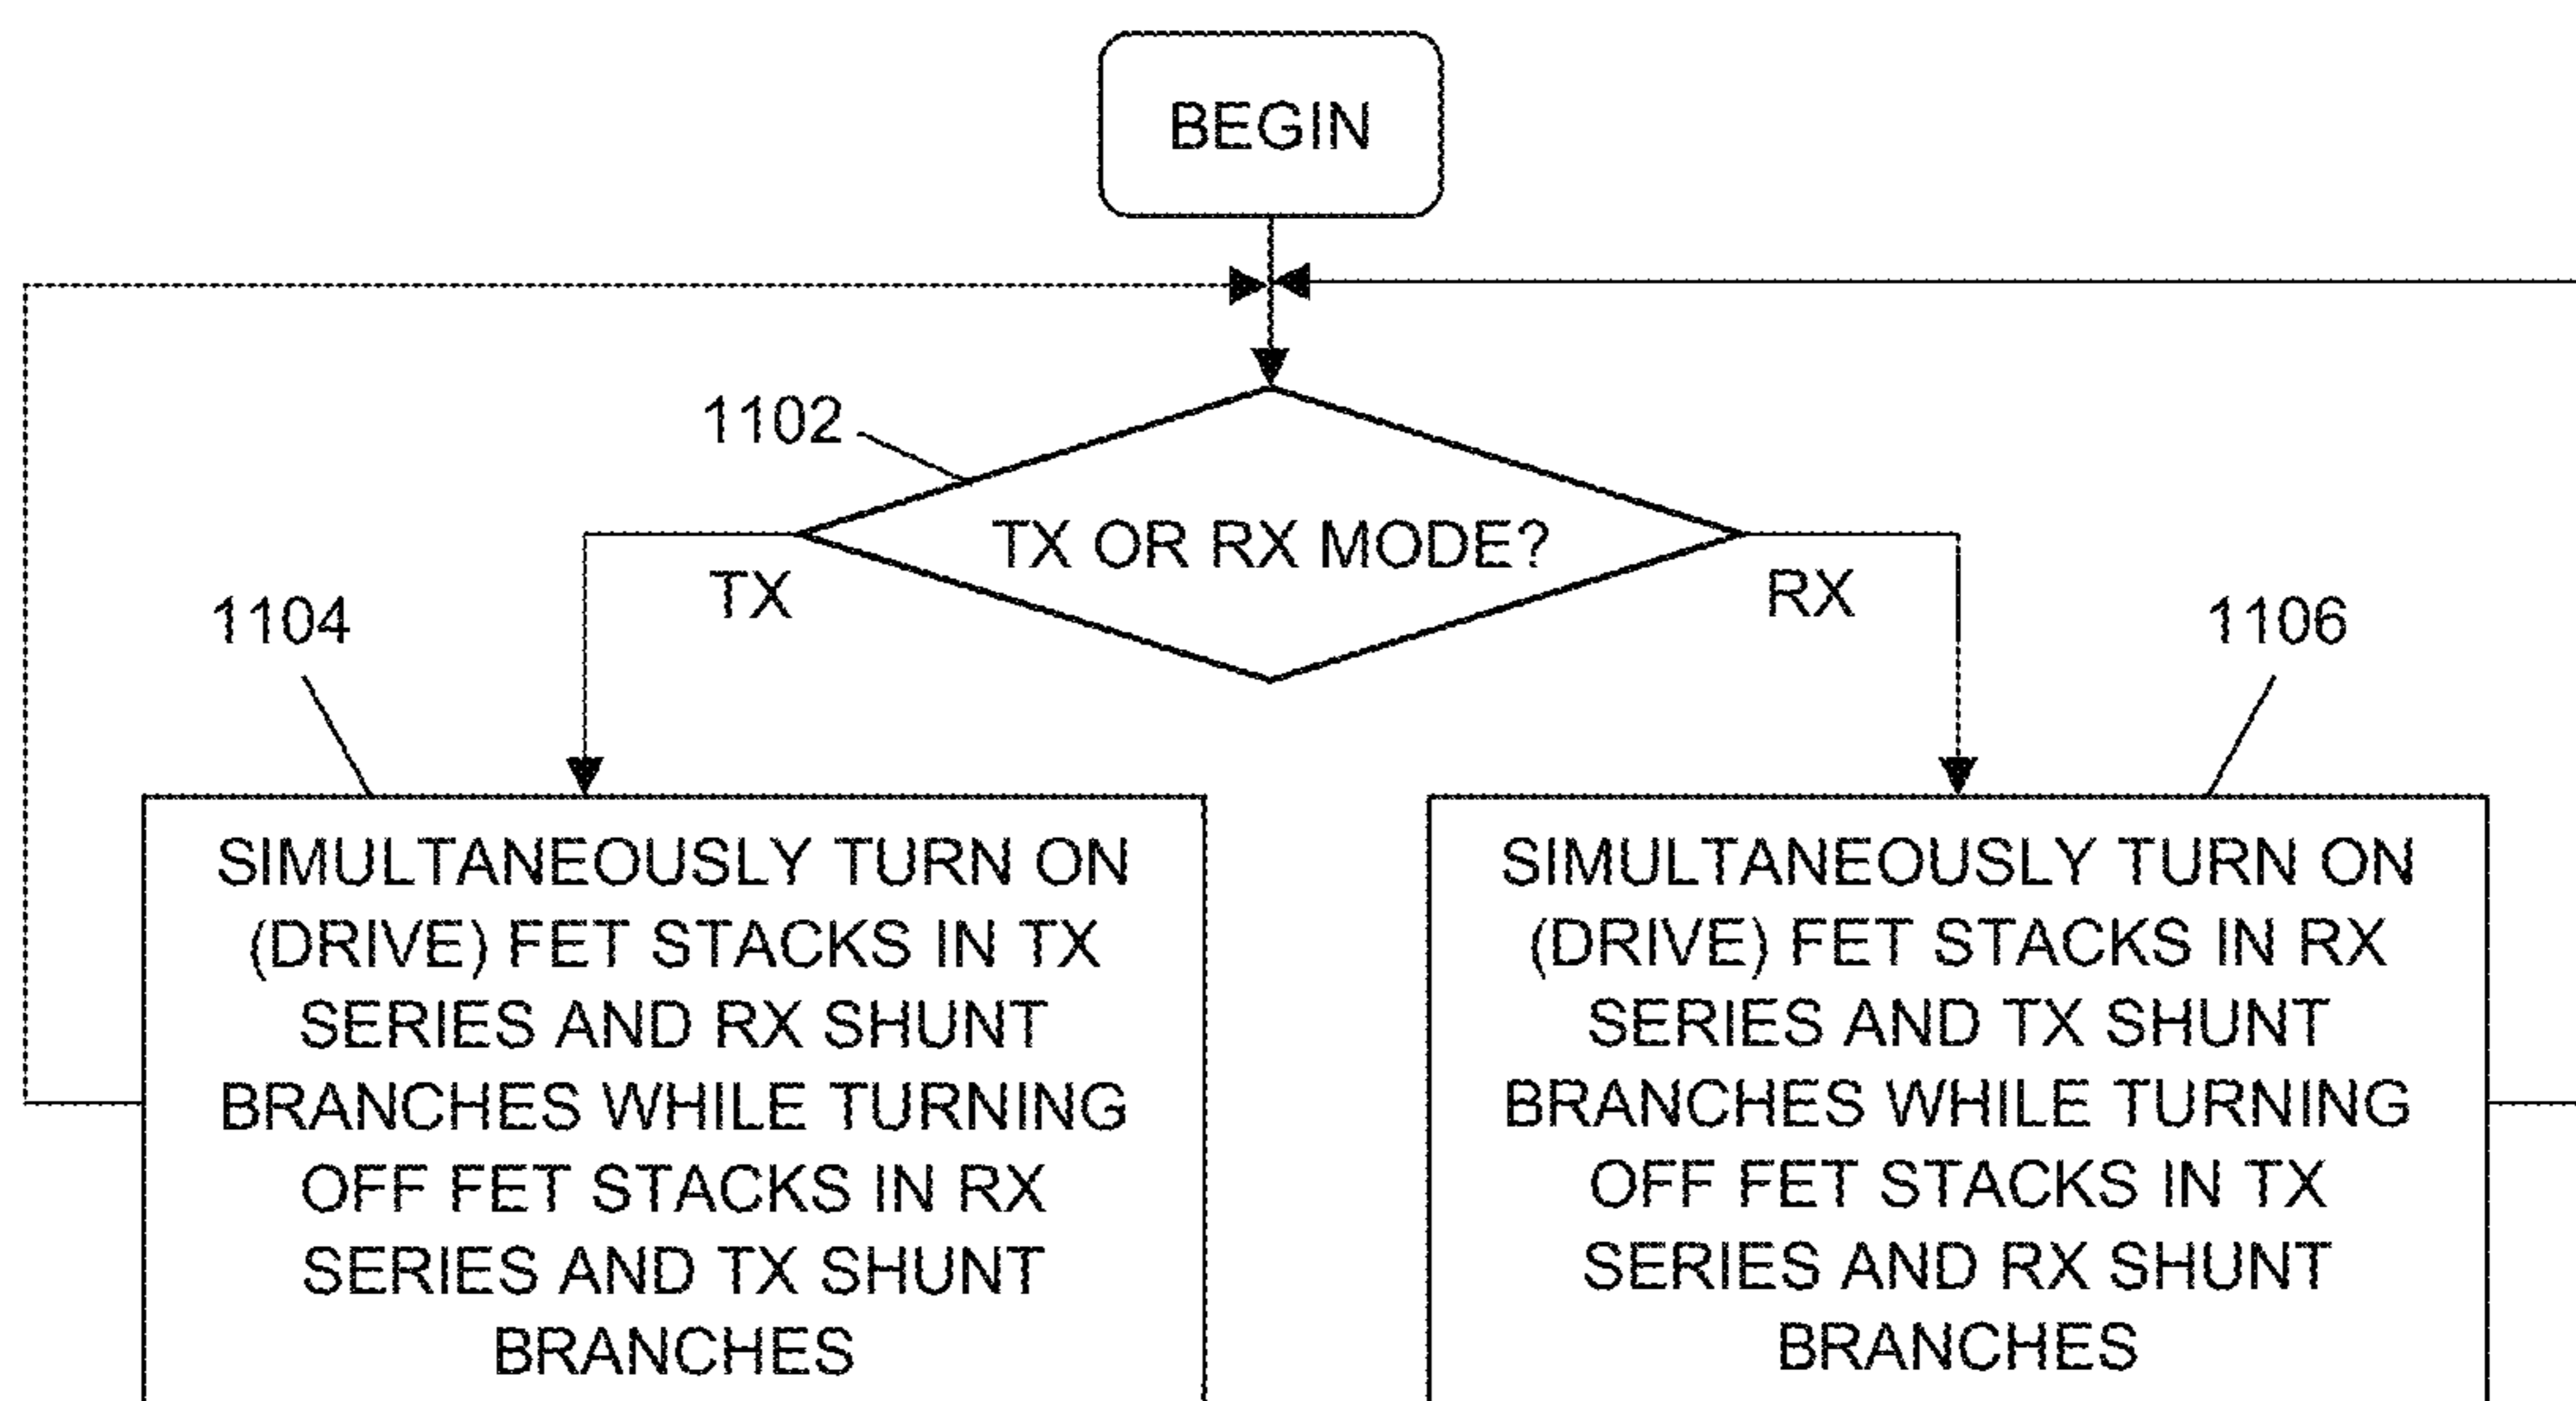 BEGIN
1102
TX OR RX MODE?
TX
RX
1104
1106
SIMULTANEOUSLY TURN ON
(DRIVE) FET STACKS IN TX
SERIES AND RX SHUNT
BRANCHES WHILE TURNING
OFF FET STACKS IN RX
SERIES AND TX SHUNT
BRANCHES
SIMULTANEOUSLY TURN ON
(DRIVE) FET STACKS IN RX
SERIES AND TX SHUNT
BRANCHES WHILE TURNING
OFF FET STACKS IN TX
SERIES AND RX SHUNT
BRANCHES